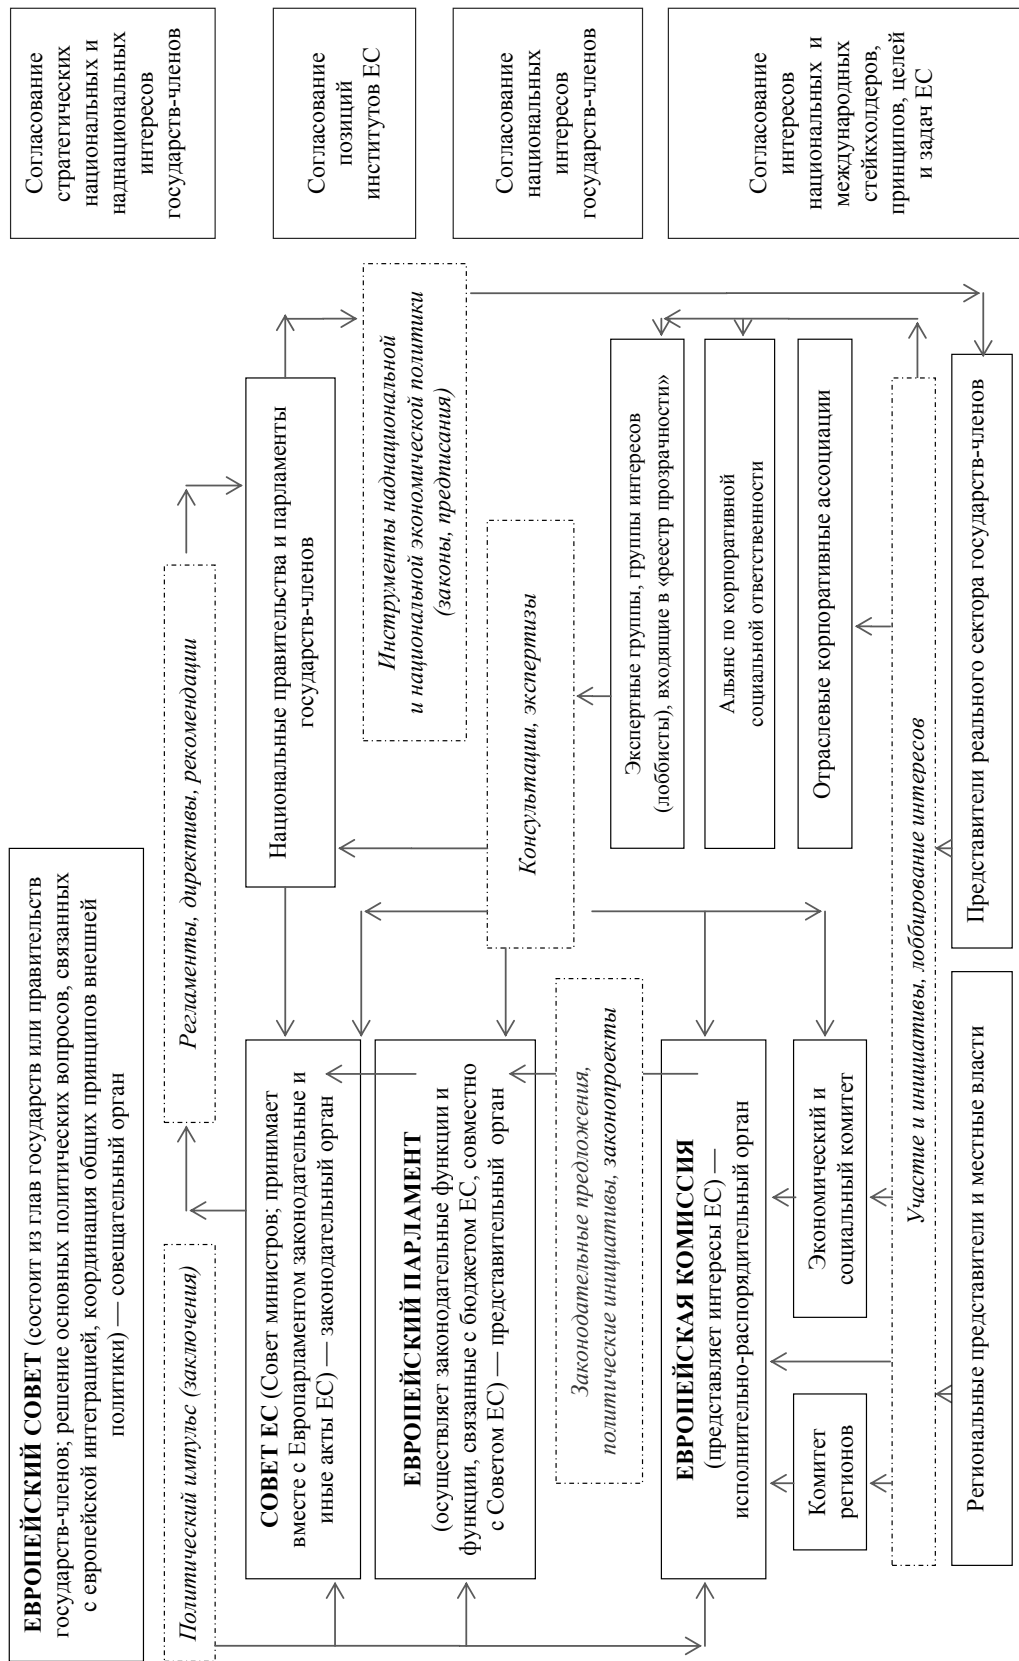 ЕВРОПЕЙСКИЙ СОВЕТ (состоит из глав государств или правительств
государств-членов; решение основных политических вопросов, связанных
с европейской интеграцией, координация общих принципов внешней
политики) — совещательный орган
Согласование
стратегических
национальных и
наднациональных
интересов
государств-членов
Политический импульс (заключения)
Регламенты, директивы, рекомендации
СОВЕТ ЕС (Совет министров; принимает
вместе с Европарламентом законодательные и
иные акты ЕС) — законодательный орган
Национальные правительства и парламенты
государств-членов
Согласование
позиций
институтов ЕС
ЕВРОПЕЙСКИЙ ПАРЛАМЕНТ
(осуществляет законодательные функции и
функции, связанные с бюджетом ЕС, совместно
с Советом ЕС) — представительный орган
Инструменты наднациональной
и национальной экономической политики
(законы, предписания)
Консультации, экспертизы
Согласование
национальных
интересов
государств-членов
Законодательные предложения,
политические инициативы, законопроекты
Экспертные группы, группы интересов
(лоббисты), входящие в «реестр прозрачности»
ЕВРОПЕЙСКАЯ КОМИССИЯ
(представляет интересы ЕС) —
исполнительно-распорядительный орган
Альянс по корпоративной
социальной ответственности
Согласование
интересов
национальных и
международных
стейкхолдеров,
принципов, целей
и задач ЕС
Комитет
регионов
Экономический и
социальный комитет
Отраслевые корпоративные ассоциации
Участие и инициативы, лоббирование интересов
Региональные представители и местные власти
Представители реального сектора государств-членов